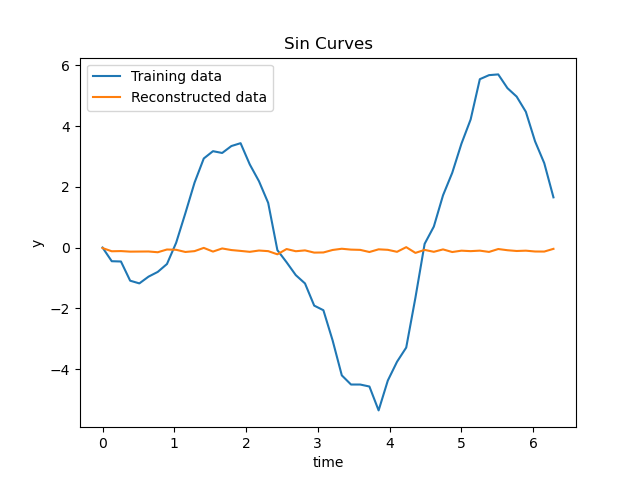 Sin Curves
Training data
Reconstructed data
6
4
2
0
−2
−4
y
0 1 2 3 4 5 6
time